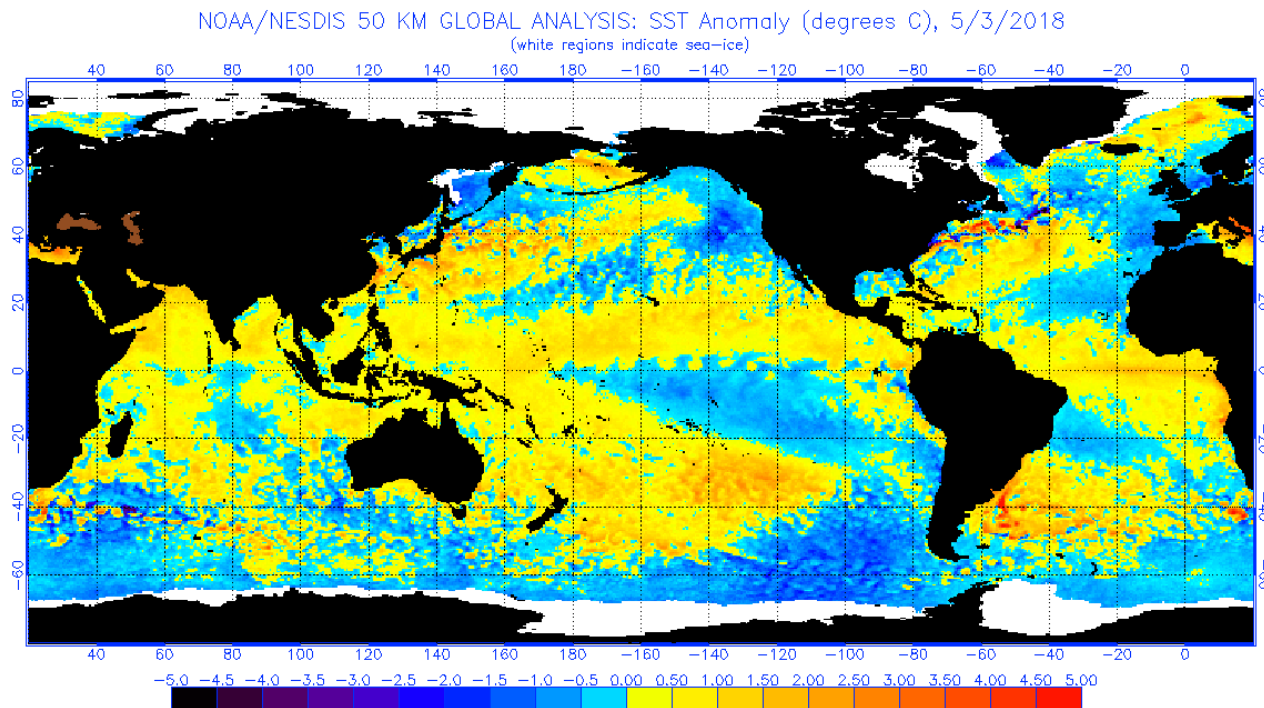 NOAA/NESDIS 50 KM GLOBAL ANALYSIS: SST Anomaly (degrees C), 5/3/2018
(white regions indicate sea-ice)
40 60 80 100 120 140 160 180 -160 -140 -120 -100 -80 -60 -40 -20 0
80
60
40
20
0
-20
-40
-60
40 60 80 100 120 140 160 180 -160 -140 -120 -100 -80 -60 -40 -20 0
-5.0 -4.5 -4.0 -3.5 -3.0 -2.5 -2.0 -1.5 -1.0 -0.5 0.00 0.50 1.00 1.50 2.00 2.50 3.00 3.50 4.00 4.50 5.00